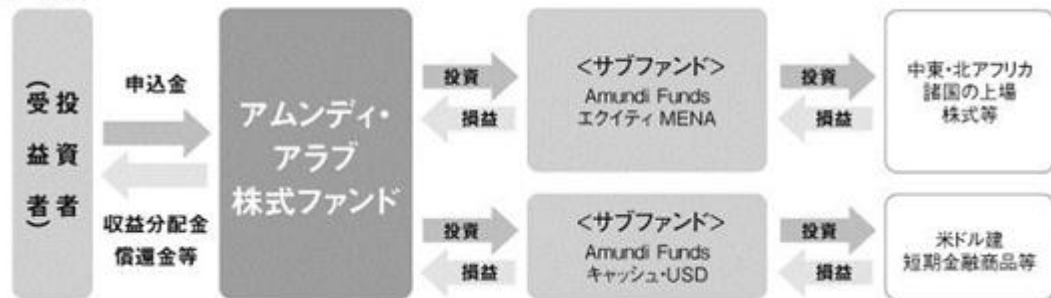 投資者
(受益者)
申込金
収益分配金
償還金等
アムンディ・
アラブ
株式ファンド
投資
損益
<サブファンド>
Amundi Funds
エクイティ MENA
投資
損益
中東・北アフリカ
諸国の上場
株式等
投資
損益
<サブファンド>
Amundi Funds
キャッシュ・USD
投資
損益
米ドル建
短期金融商品等